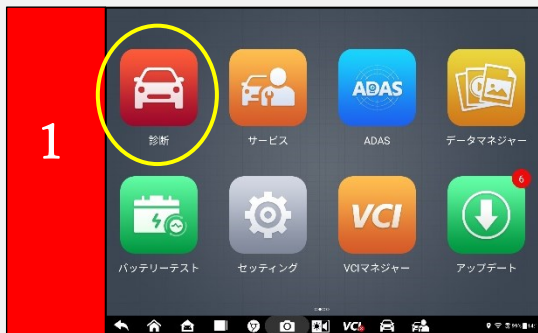 1
診断
サービス
ADAS
ADAS
データマネジャー
6
VCI
バッテリーテスト
セッティング
VCIマネジャー
アップデート
VCI